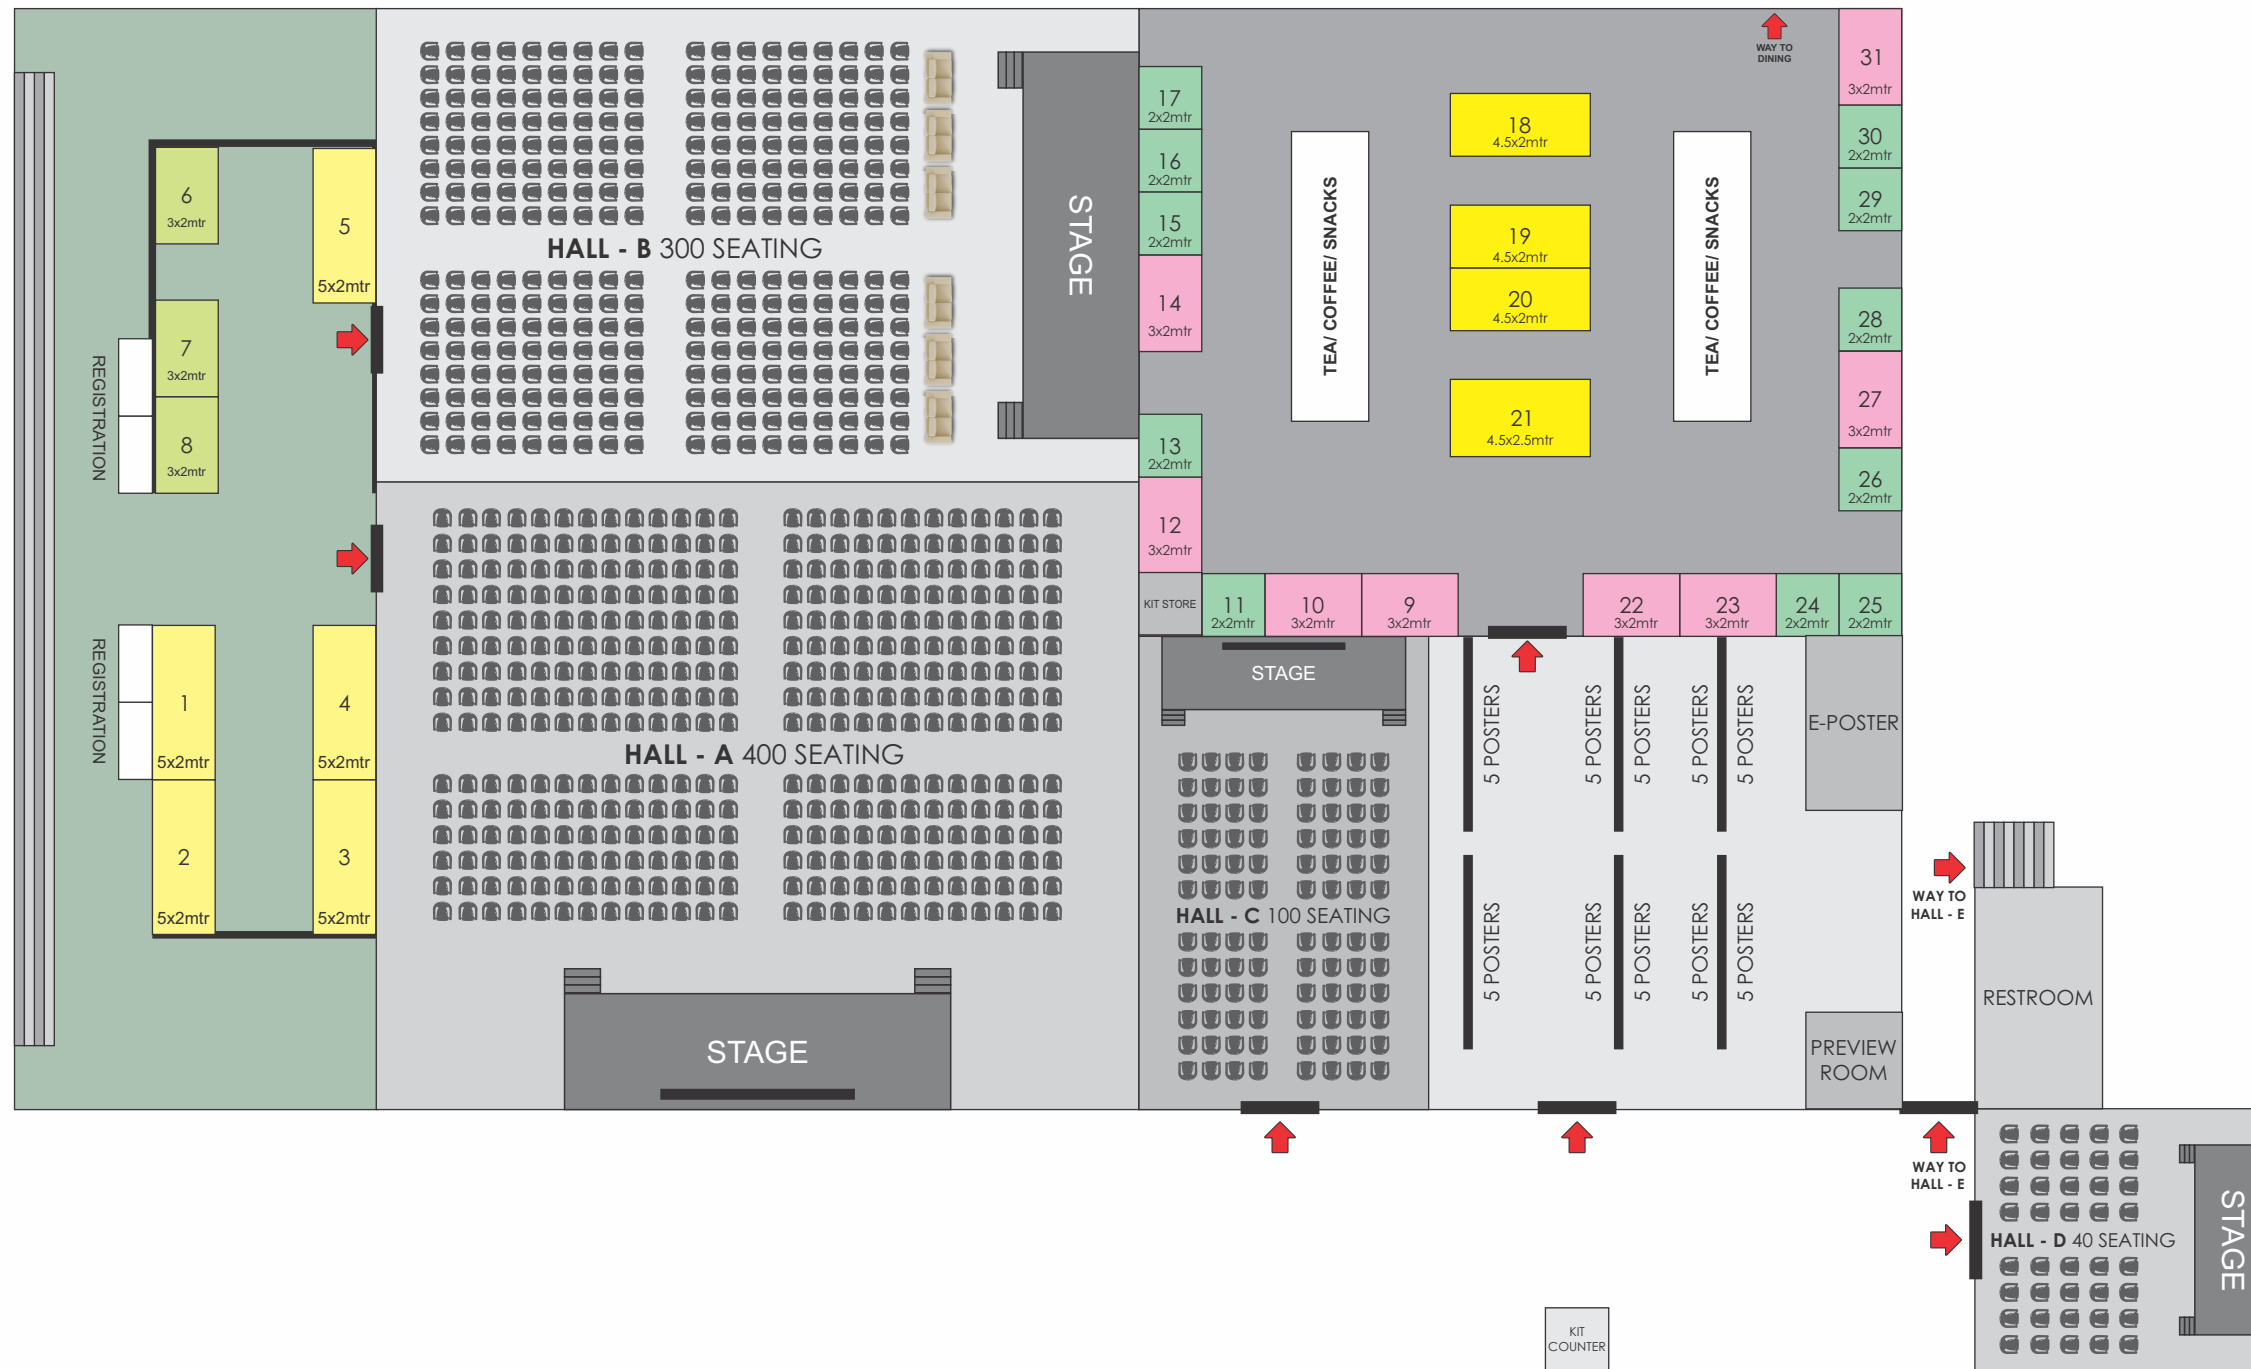 WAY TO
DINING
6
3x2mtr
5
5x2mtr
7
3x2mtr
8
3x2mtr
REGISTRATION
REGISTRATION
1
5x2mtr
4
5x2mtr
2
5x2mtr
3
5x2mtr
HALL - B 300 SEATING
STAGE
HALL - A 400 SEATING
STAGE
17
2x2mtr
16
2x2mtr
15
2x2mtr
14
3x2mtr
13
2x2mtr
12
3x2mtr
KIT STORE
11
2x2mtr
10
3x2mtr
9
3x2mtr
TEA/ COFFEE/ SNACKS
18
4.5x2mtr
19
4.5x2mtr
20
4.5x2mtr
21
4.5x2.5mtr
TEA/ COFFEE/ SNACKS
31
3x2mtr
30
2x2mtr
29
2x2mtr
28
2x2mtr
27
3x2mtr
26
2x2mtr
22
3x2mtr
23
3x2mtr
24
2x2mtr
25
2x2mtr
STAGE
HALL - C 100 SEATING
5 POSTERS
5 POSTERS
5 POSTERS
5 POSTERS
5 POSTERS
5 POSTERS
5 POSTERS
5 POSTERS
5 POSTERS
5 POSTERS
E-POSTER
PREVIEW
ROOM
WAY TO
HALL - E
RESTROOM
WAY TO
HALL - E
HALL - D 40 SEATING
STAGE
KIT
COUNTER